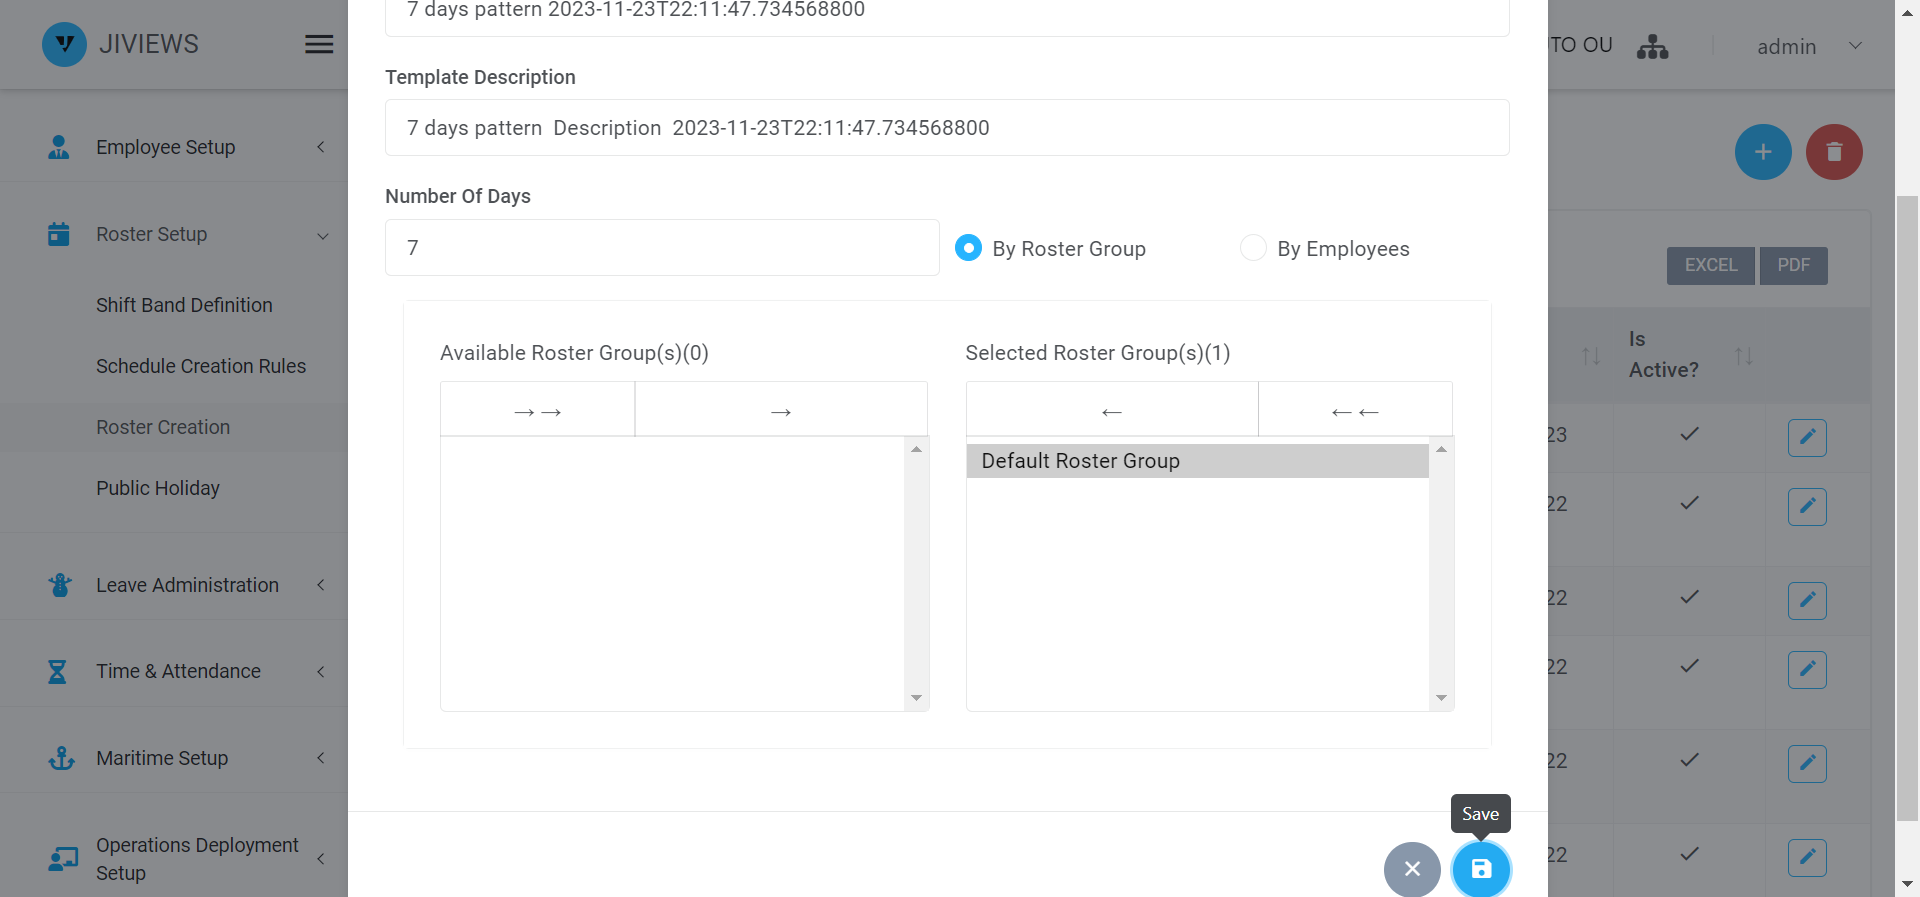 7 days pattern 2023-11-23T22:11:47.734568800
JIVIEWS
TO OU
admin
Template Description
7 days pattern  Description  2023-11-23T22:11:47.734568800
Employee Setup
Number Of Days
Roster Setup
7
By Roster Group
By Employees
EXCEL
PDF
Shift Band Definition
Available Roster Group(s)(0)
Selected Roster Group(s)(1)
Is
Active?
Schedule Creation Rules
→→
→
←
←←
Roster Creation
23
Default Roster Group
Public Holiday
22
Leave Administration
22
Time & Attendance
22
Maritime Setup
22
Save
Operations Deployment
Setup
22